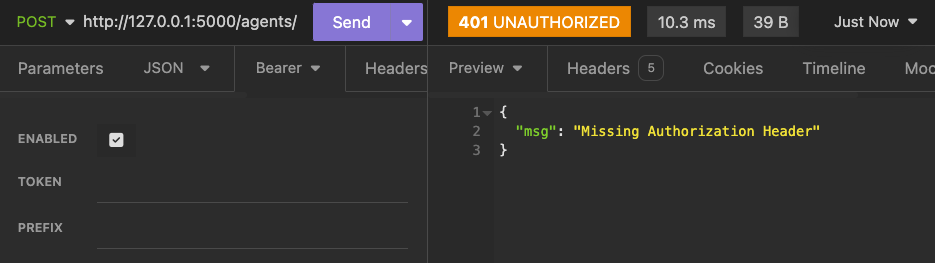 POST http://127.0.0.1:5000/agents/ Send 401 UNAUTHORIZED 10.3 ms 39 B Just Now
Parameters JSON Bearer Headers Preview Headers 5 Cookies Timeline Moc
ENABLED
TOKEN
PREFIX
1 {
2 "msg": "Missing Authorization Header"
3 }